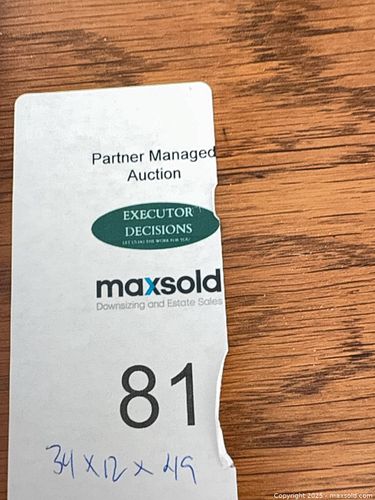 Partner Managed
Auction
EXECUTOR
DECISIONS
maxsold
Downsizing and Estate Sales
81
34 x 12 x 49
Copyright 2025 - maxsold.com